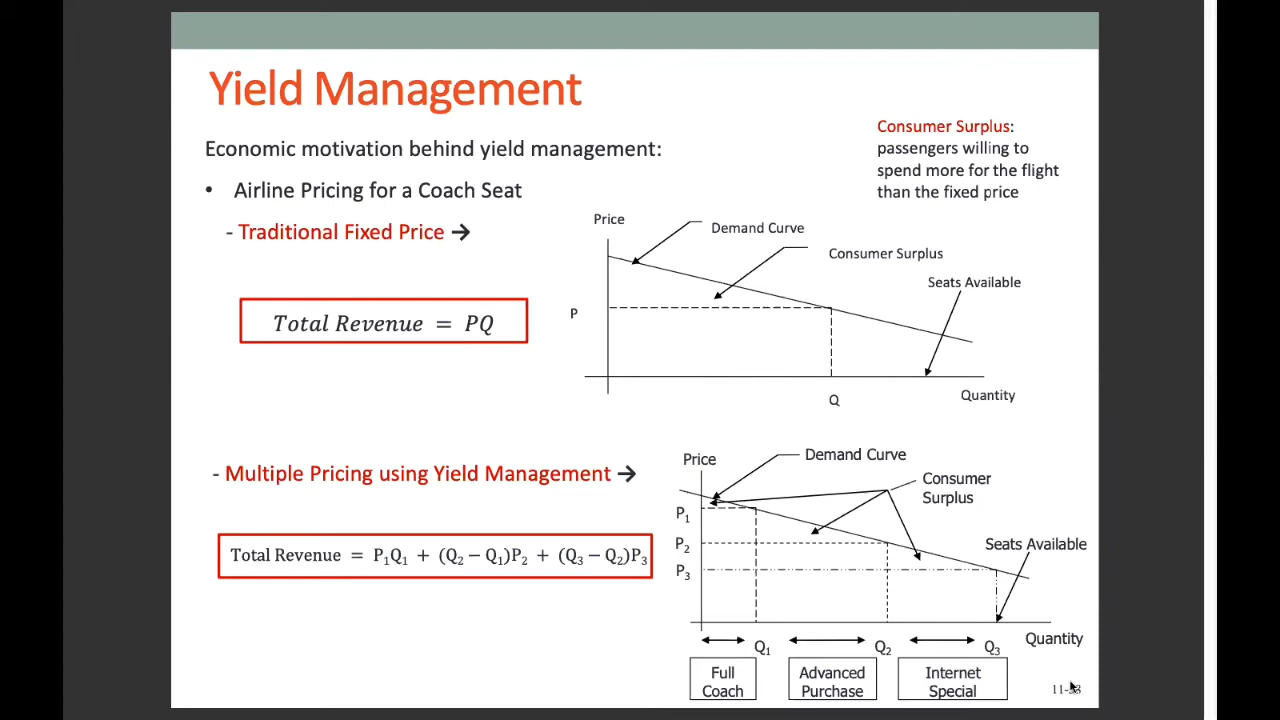 Yield Management
Economic motivation behind yield management:
• Airline Pricing for a Coach Seat
- Traditional Fixed Price →
Total Revenue = PQ
Consumer Surplus:
passengers willing to
spend more for the flight
than the fixed price
Price
Demand Curve
Consumer Surplus
Seats Available
P
Q
Quantity
- Multiple Pricing using Yield Management →
Total Revenue = P₁Q₁ + (Q₂ − Q₁)P₂ + (Q₃ − Q₂)P₃
Price
Demand Curve
Consumer
Surplus
Seats Available
P₁
P₂
P₃
Quantity
Q₁
Q₂
Q₃
Full
Coach
Advanced
Purchase
Internet
Special